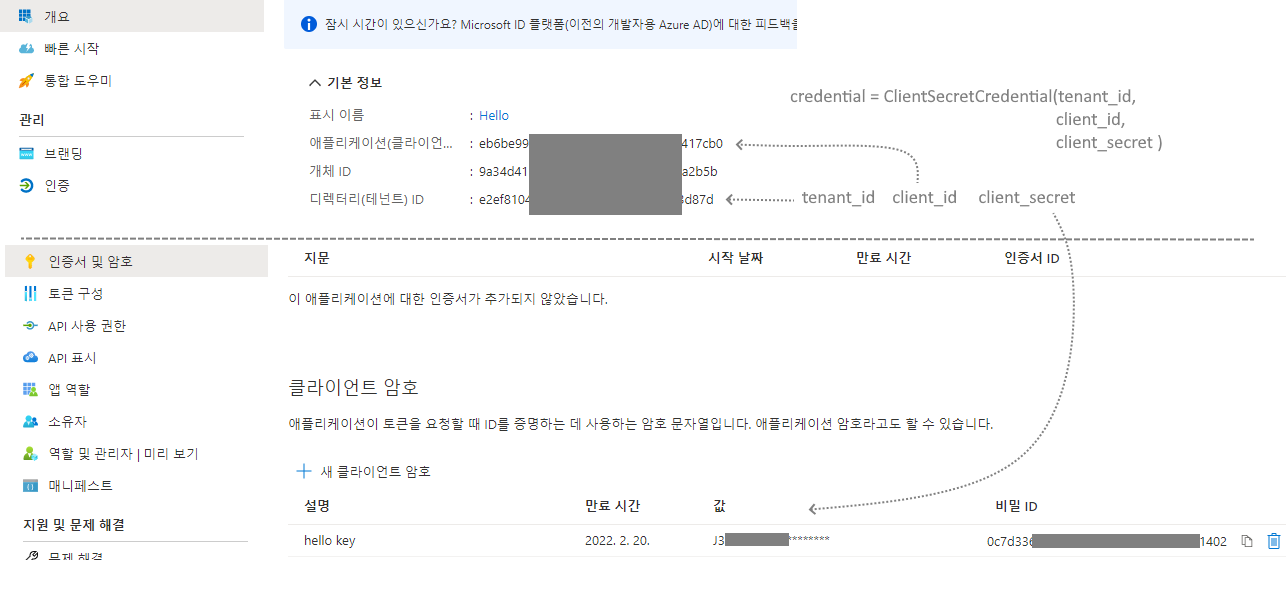 개요
빠른 시작
통합 도우미
관리
브랜딩
인증
잠시 시간이 있으신가요? Microsoft ID 플랫폼(이전의 개발자용 Azure AD)에 대한 피드백을
기본 정보
표시 이름 : Hello
애플리케이션(클라이언... : eb6be99 417cb0
개체 ID : 9a34d41 a2b5b
디렉터리(테넌트) ID : e2ef8104 d87d
credential = ClientSecretCredential(tenant_id,
client_id,
client_secret )
tenant_id client_id client_secret
인증서 및 암호
토큰 구성
API 사용 권한
API 표시
앱 역할
소유자
역할 및 관리자 | 미리 보기
매니페스트
지원 및 문제 해결
문제 해결
지문 시작 날짜 만료 시간 인증서 ID
이 애플리케이션에 대한 인증서가 추가되지 않았습니다.
클라이언트 암호
애플리케이션이 토큰을 요청할 때 ID를 증명하는 데 사용하는 암호 문자열입니다. 애플리케이션 암호라고도 할 수 있습니다.
새 클라이언트 암호
설명 만료 시간 값 비밀 ID
hello key 2022. 2. 20. J3 ******** 0c7d336 1402